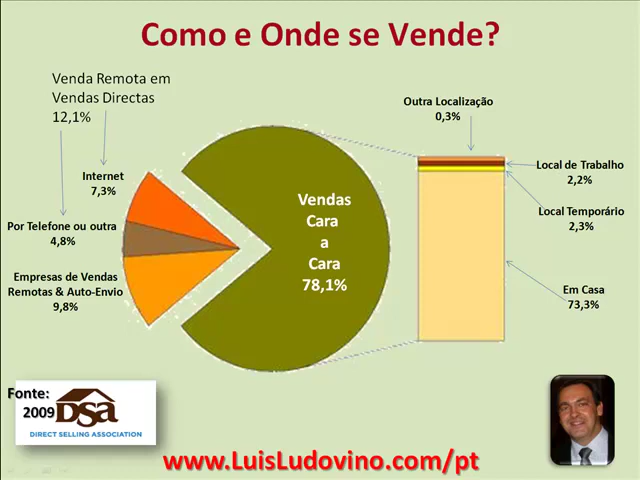 Como e Onde se Vende?
Venda Remota em
Vendas Directas
12,1%
Internet
7,3%
Por Telefone ou outra
4,8%
Empresas de Vendas
Remotas & Auto-Envio
9,8%
Vendas
Cara
a
Cara
78,1%
Outra Localização
0,3%
Local de Trabalho
2,2%
Local Temporário
2,3%
Em Casa
73,3%
Fonte:
2009
DSA
DIRECT SELLING ASSOCIATION
www.LuisLudovino.com/pt